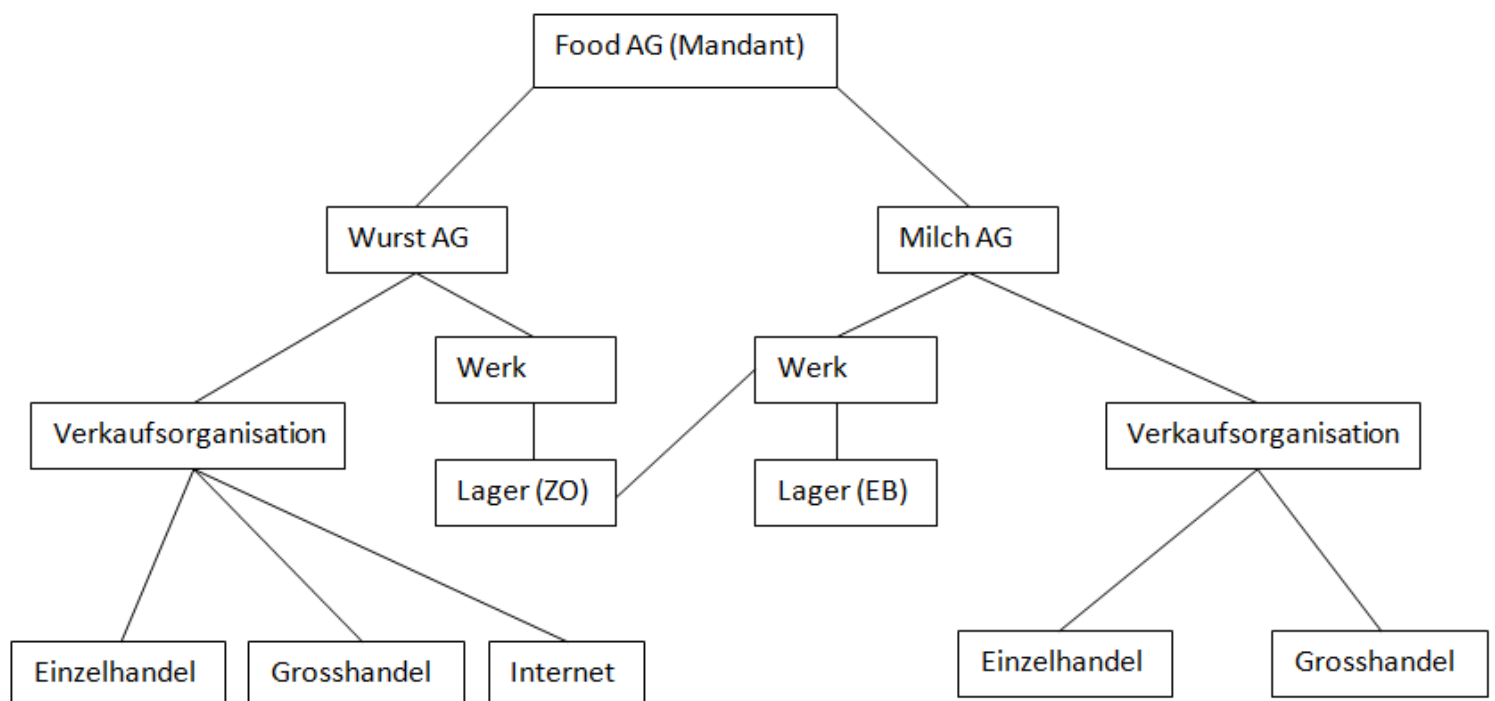 Food AG (Mandant)
Wurst AG
Milch AG
Werk
Werk
Verkaufsorganisation
Verkaufsorganisation
Lager (ZO)
Lager (EB)
Einzelhandel
Grosshandel
Internet
Einzelhandel
Grosshandel